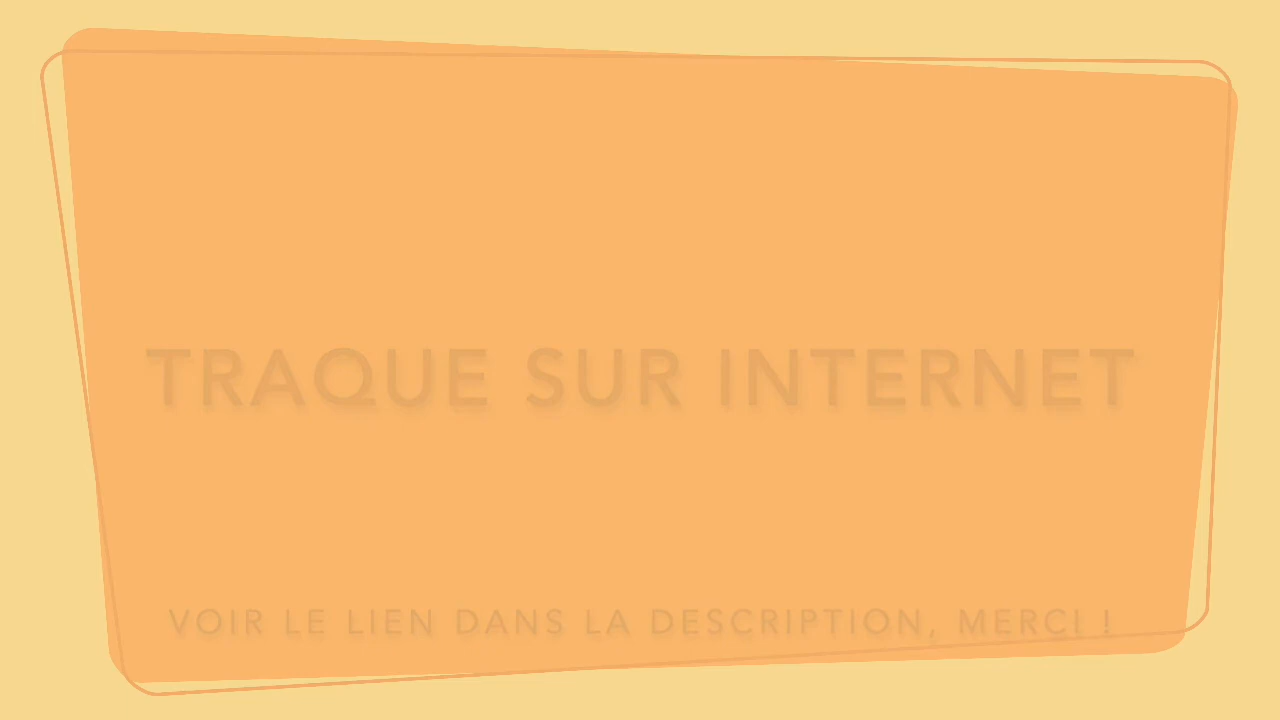 TRAQUE SUR INTERNET
VOIR LE LIEN DANS LA DESCRIPTION, MERCI !